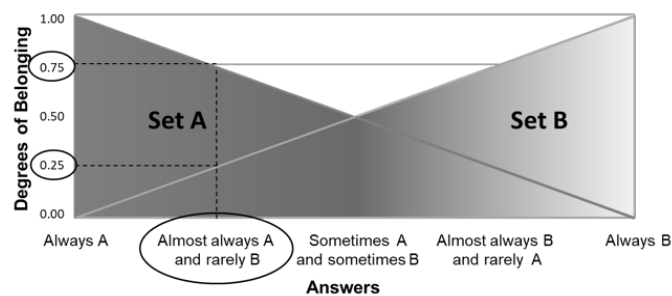 Degrees of Belonging
1.00
0.75
0.50
0.25
0.00
Set A
Set B
Always A
Almost always A
and rarely B
Sometimes A
and sometimes B
Almost always B
and rarely A
Always B
Answers